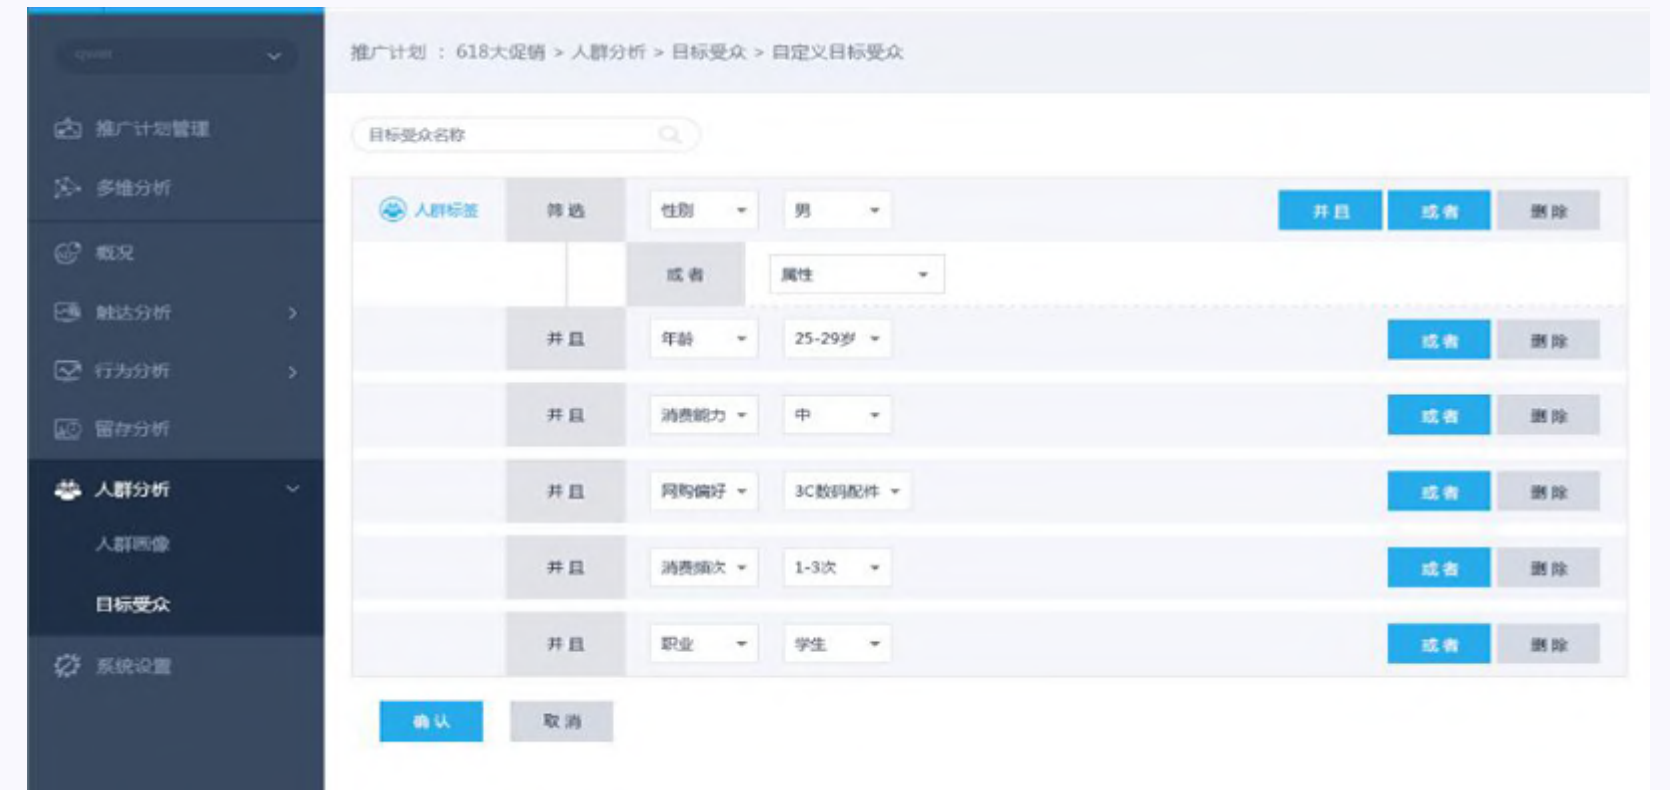 推广计划 ： 618大促销 > 人群分析 > 目标受众 > 自定义目标受众
推广计划管理
多维分析
概况
触达分析
行为分析
留存分析
人群分析
人群画像
目标受众
系统设置
目标受众名称
人群标签 筛选 性别 男 并且 或者 删除
或者 属性
并且 年龄 25-29岁 或者 删除
并且 消费能力 中 或者 删除
并且 网购偏好 3C数码配件 或者 删除
并且 消费频次 1-3次 或者 删除
并且 职业 学生 或者 删除
确认 取消